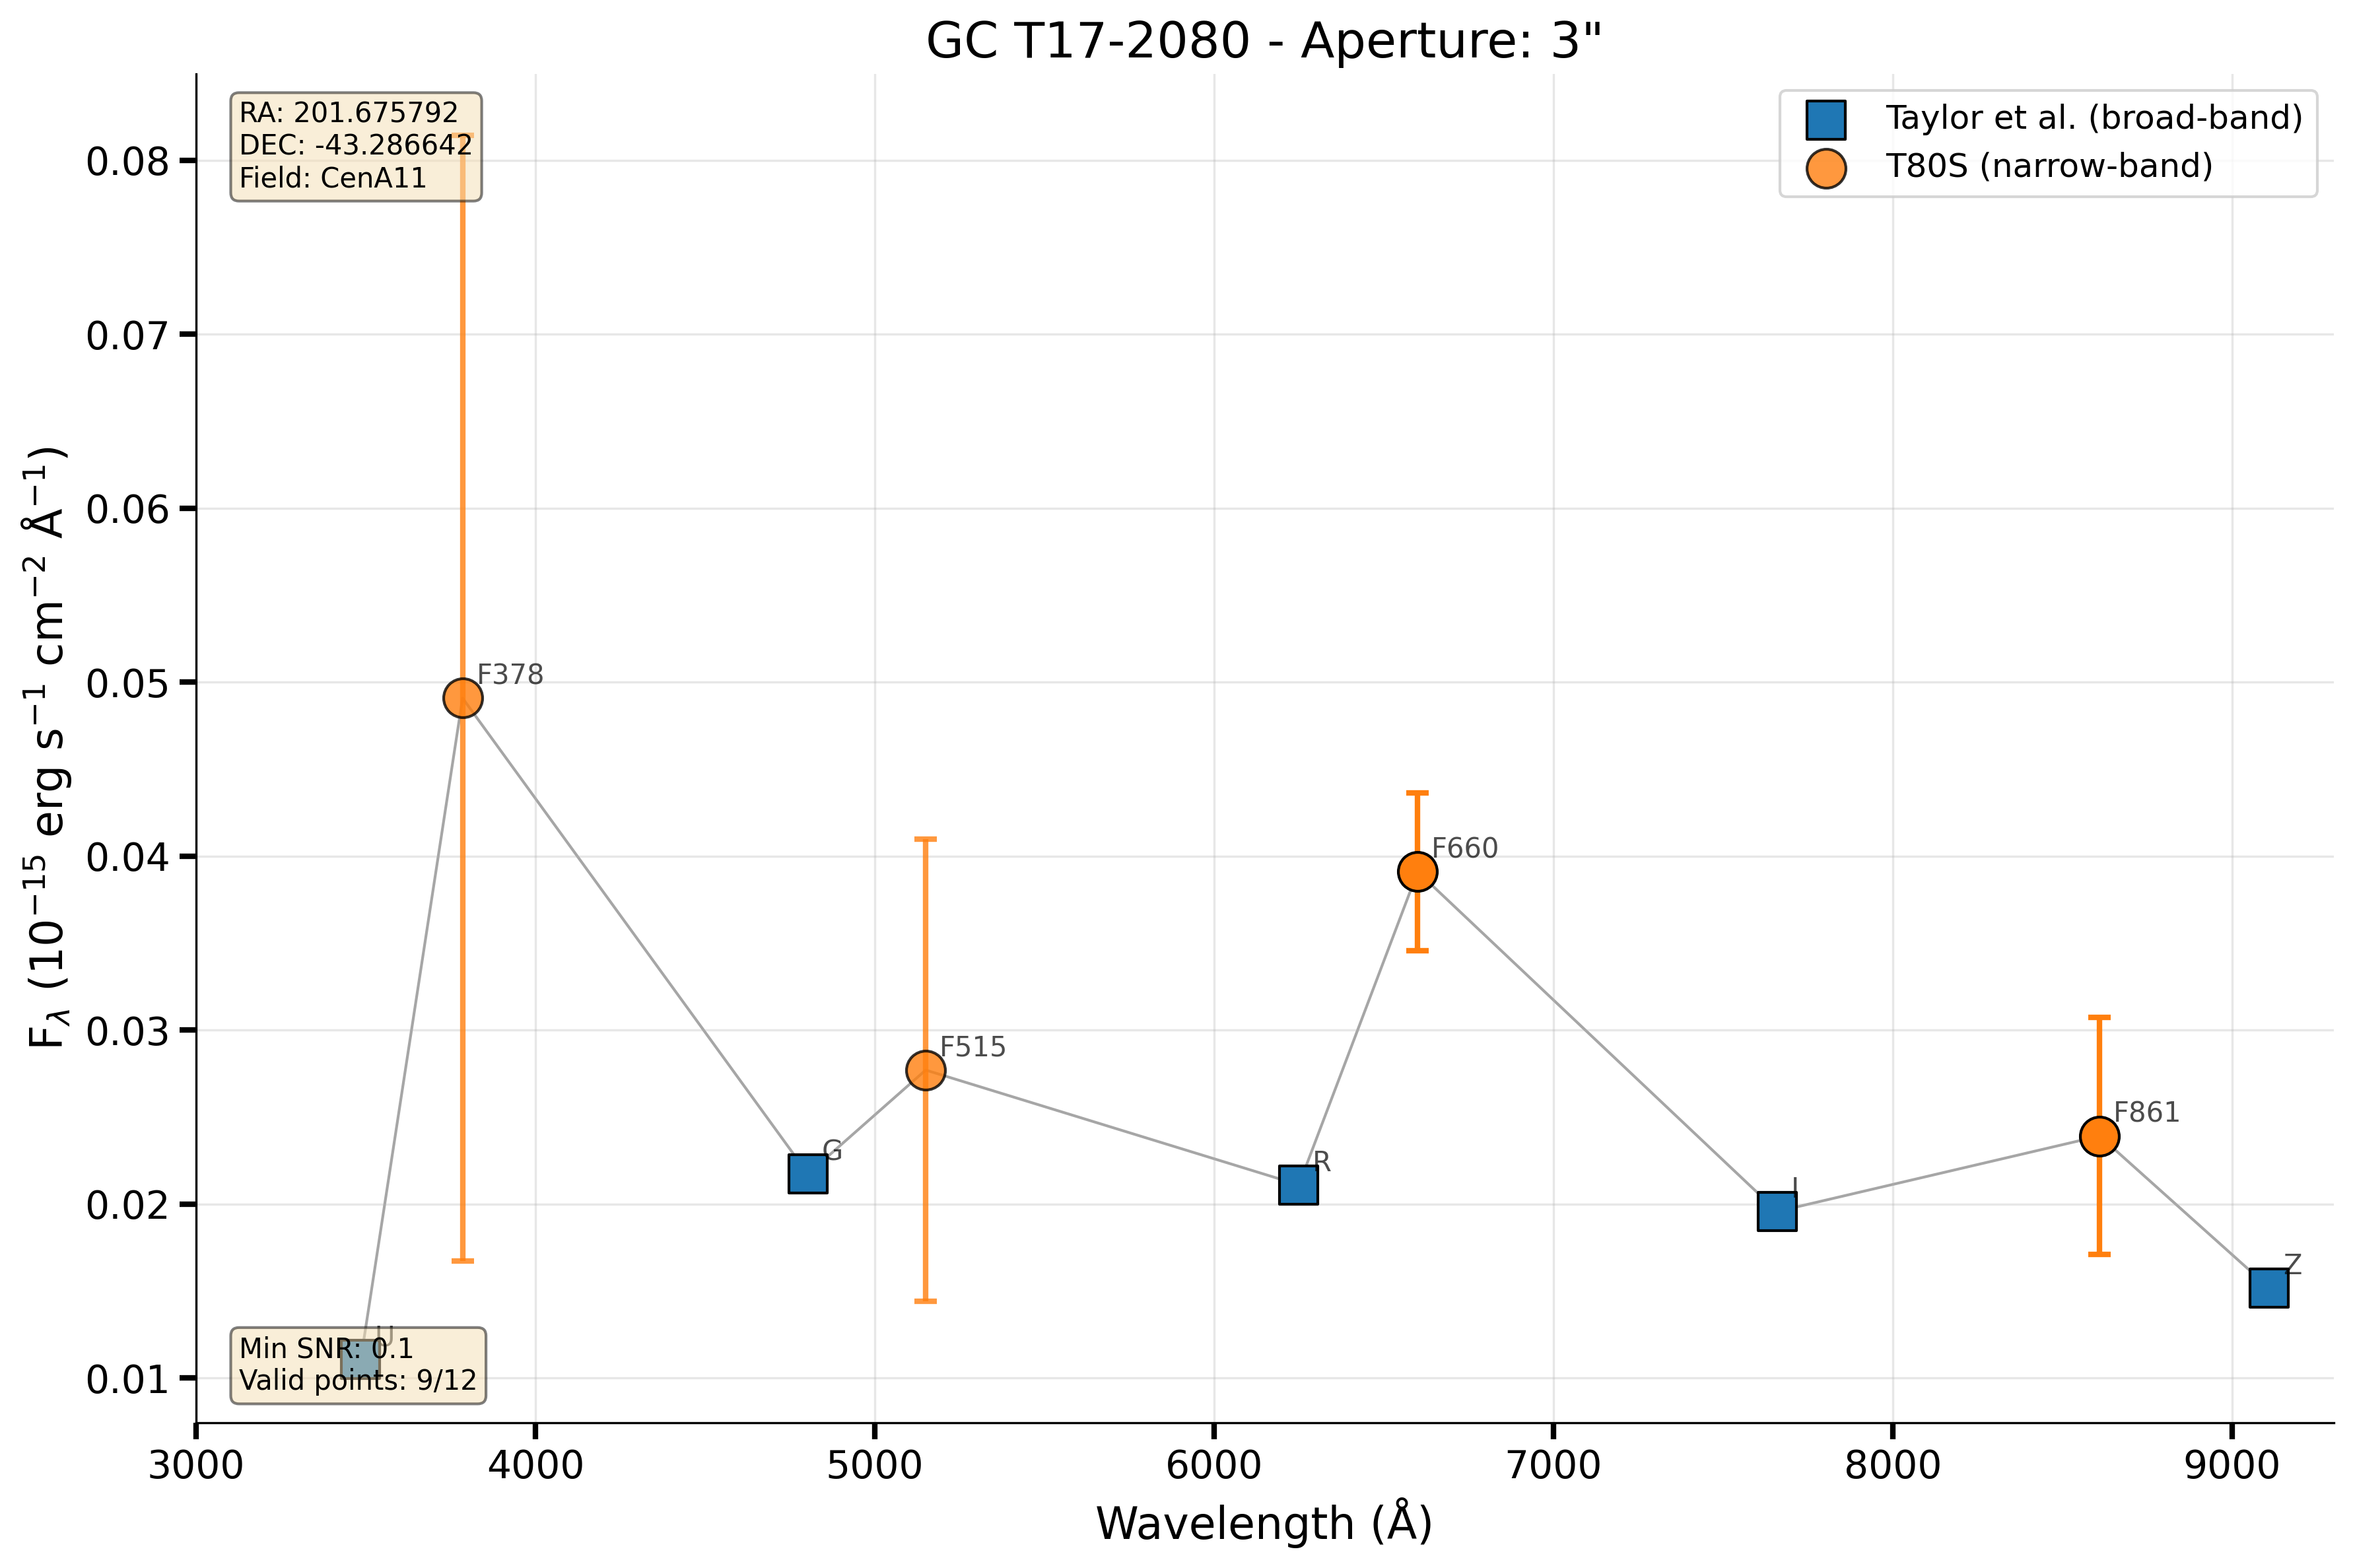 GC T17-2080 - Aperture: 3"
RA: 201.675792
DEC: -43.286642
Field: CenA11
Taylor et al. (broad-band)
T80S (narrow-band)
0.08
0.07
0.06
0.05
0.04
0.03
0.02
0.01
F378
F515
F660
F861
G
R
I
Z
U
Min SNR: 0.1
Valid points: 9/12
3000 4000 5000 6000 7000 8000 9000
Wavelength (Å)
Fλ (10⁻¹⁵ erg s⁻¹ cm⁻² Å⁻¹)